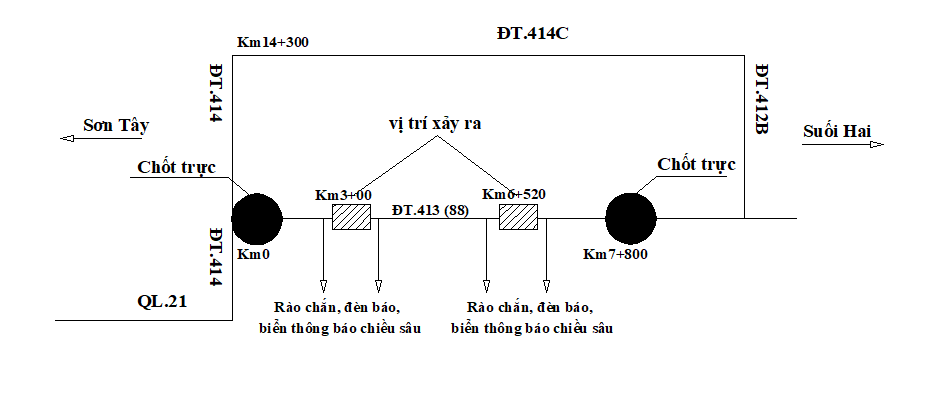 ĐT.414C
Km14+300
ĐT.414
ĐT.412B
Sơn Tây
vị trí xảy ra
Suối Hai
Chốt trực
Chốt trực
Km3+00
Km6+520
ĐT.413 (88)
ĐT.414
Km0
Km7+800
QL.21
Rào chắn, đèn báo,
biển thông báo chiều sâu
Rào chắn, đèn báo,
biển thông báo chiều sâu